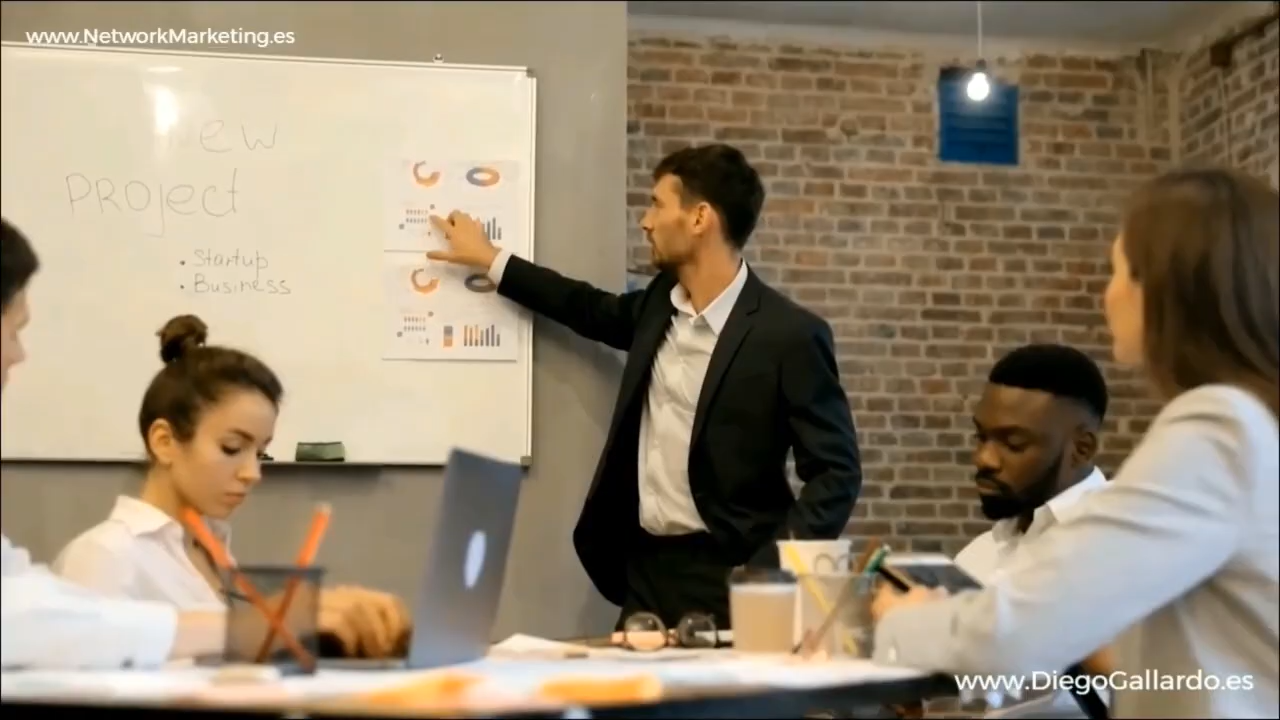 www.NetworkMarketing.es
ew
PROject
• Startup
• Business
www.DiegoGallardo.es